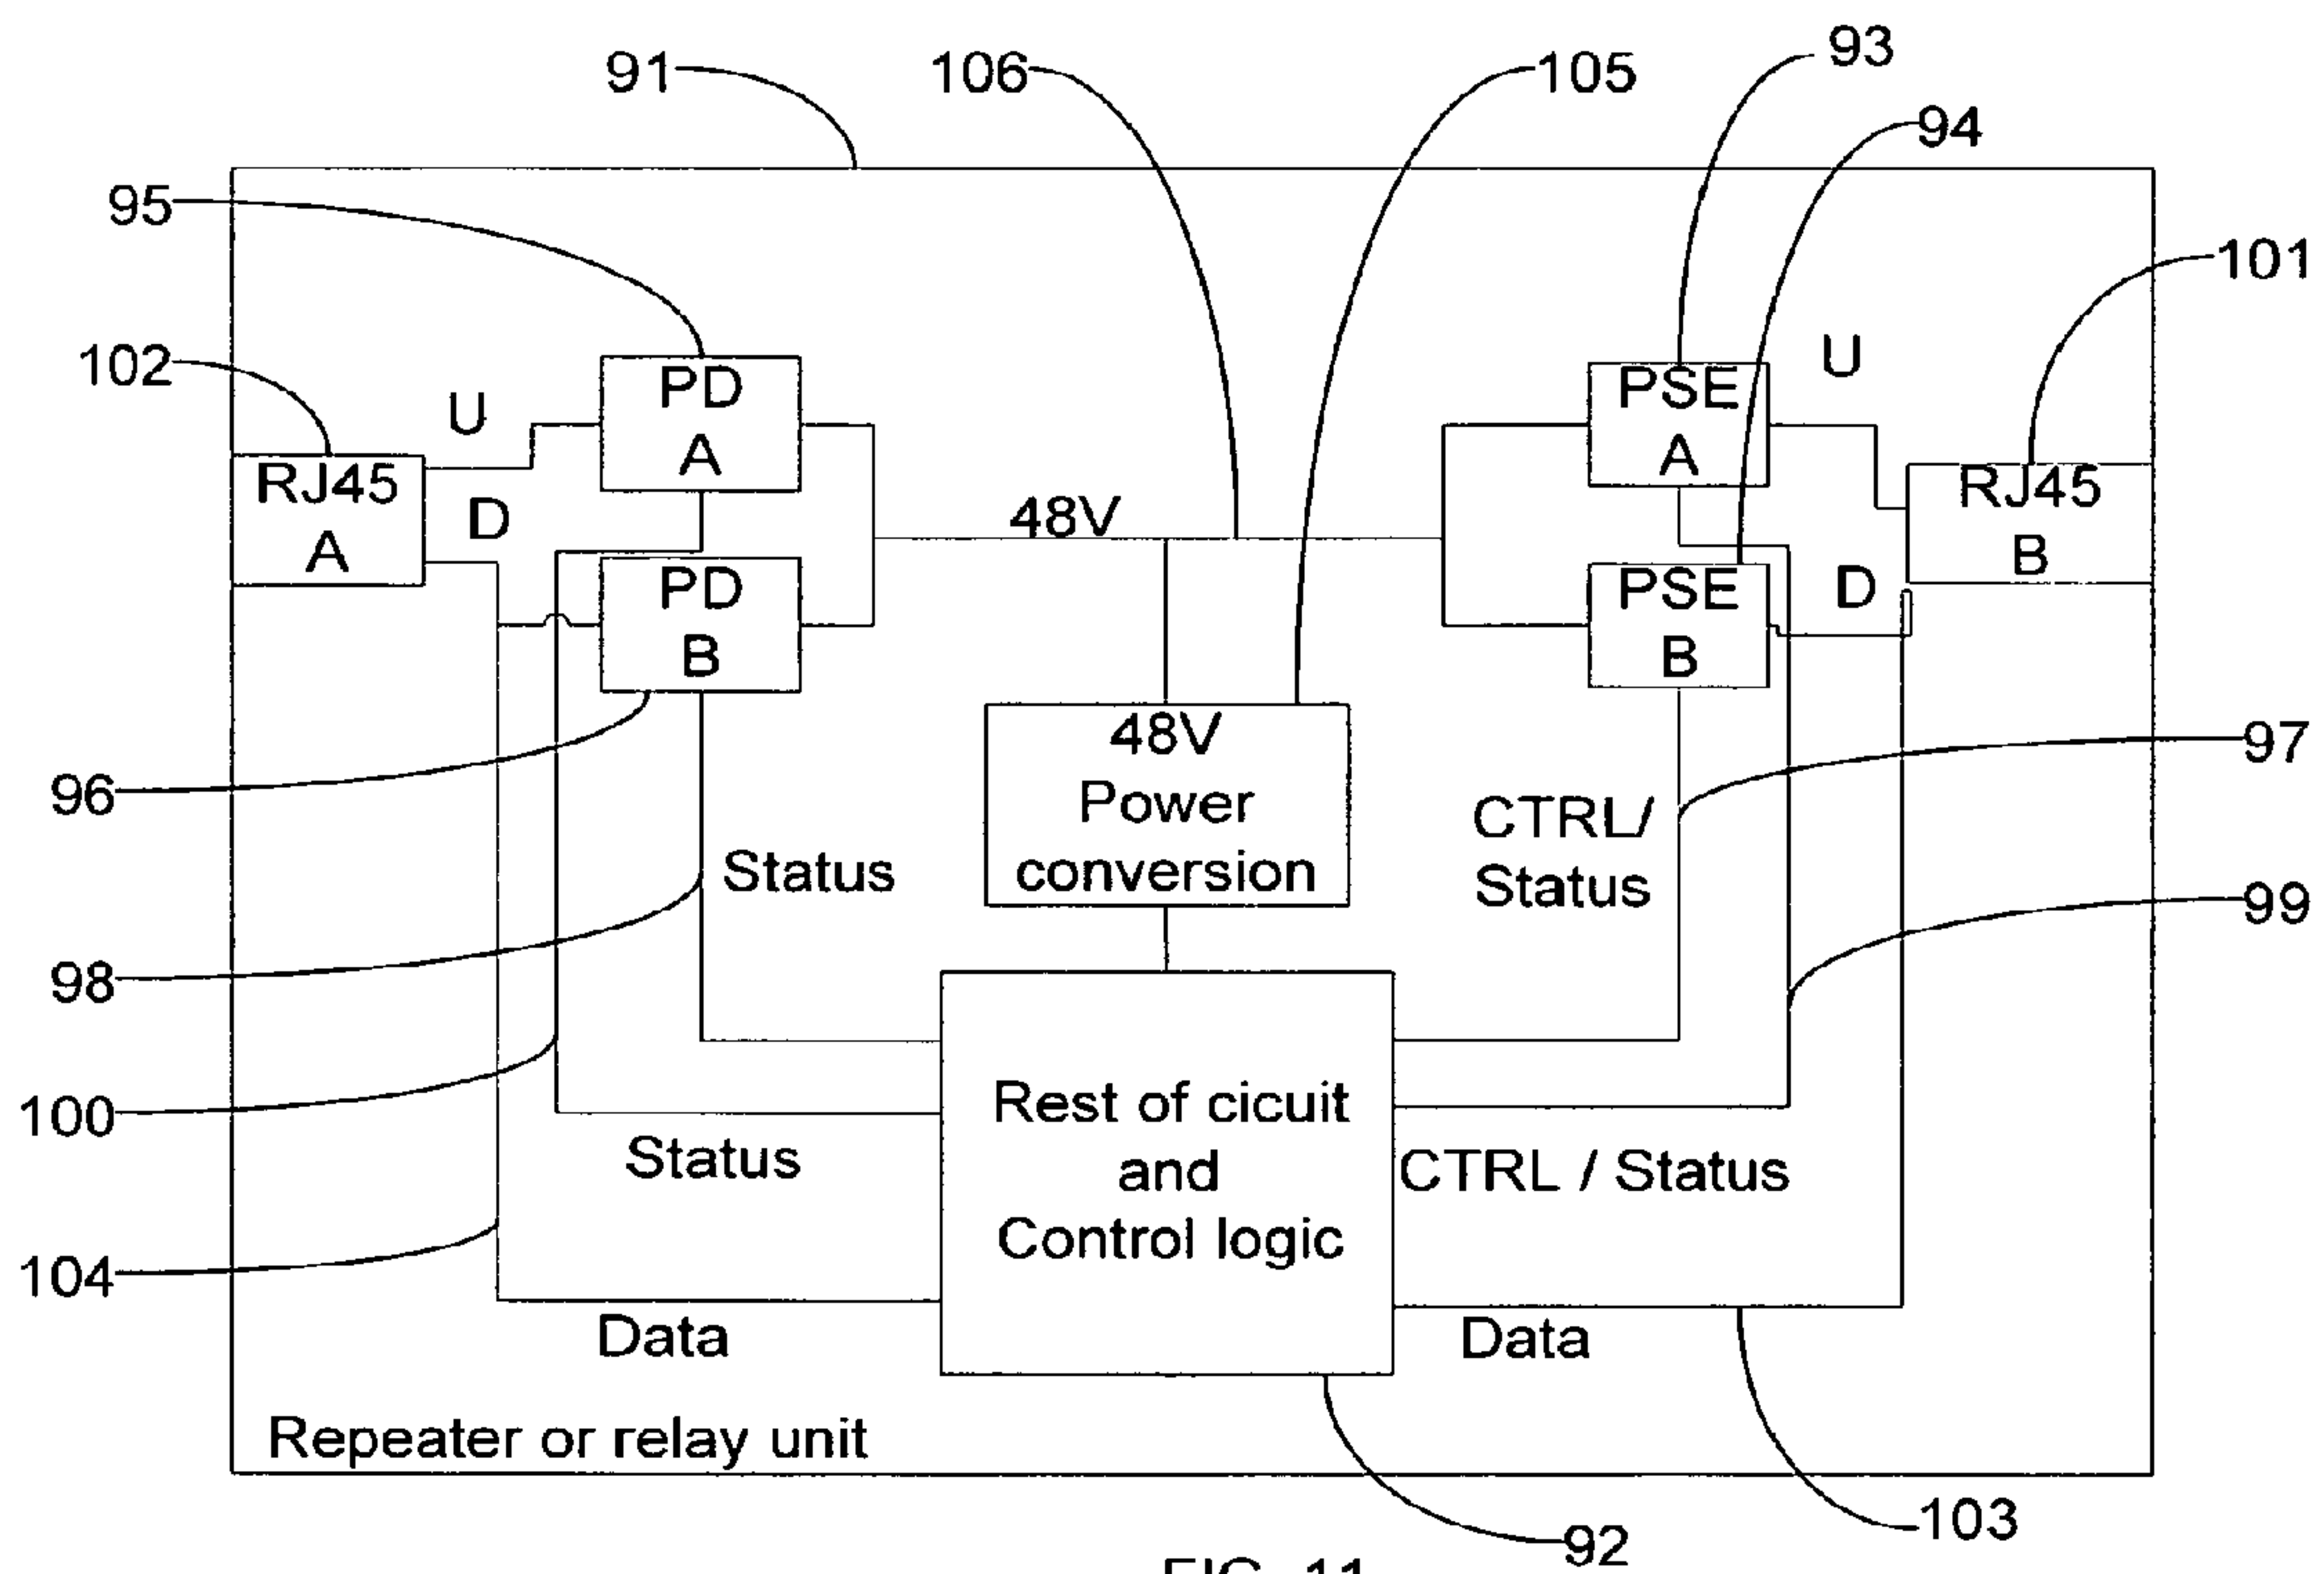 91
106
105
93
94
95
101
102
U
PD
A
PSE
A
U
RJ45
A
D
48V
RJ45
B
PD
B
PSE
B
D
96
48V
Power
conversion
97
CTRL/
Status
Status
98
99
100
Rest of cicuit
and
Control logic
Status
CTRL / Status
104
Data
Data
Repeater or relay unit
103
92
FIG. 11